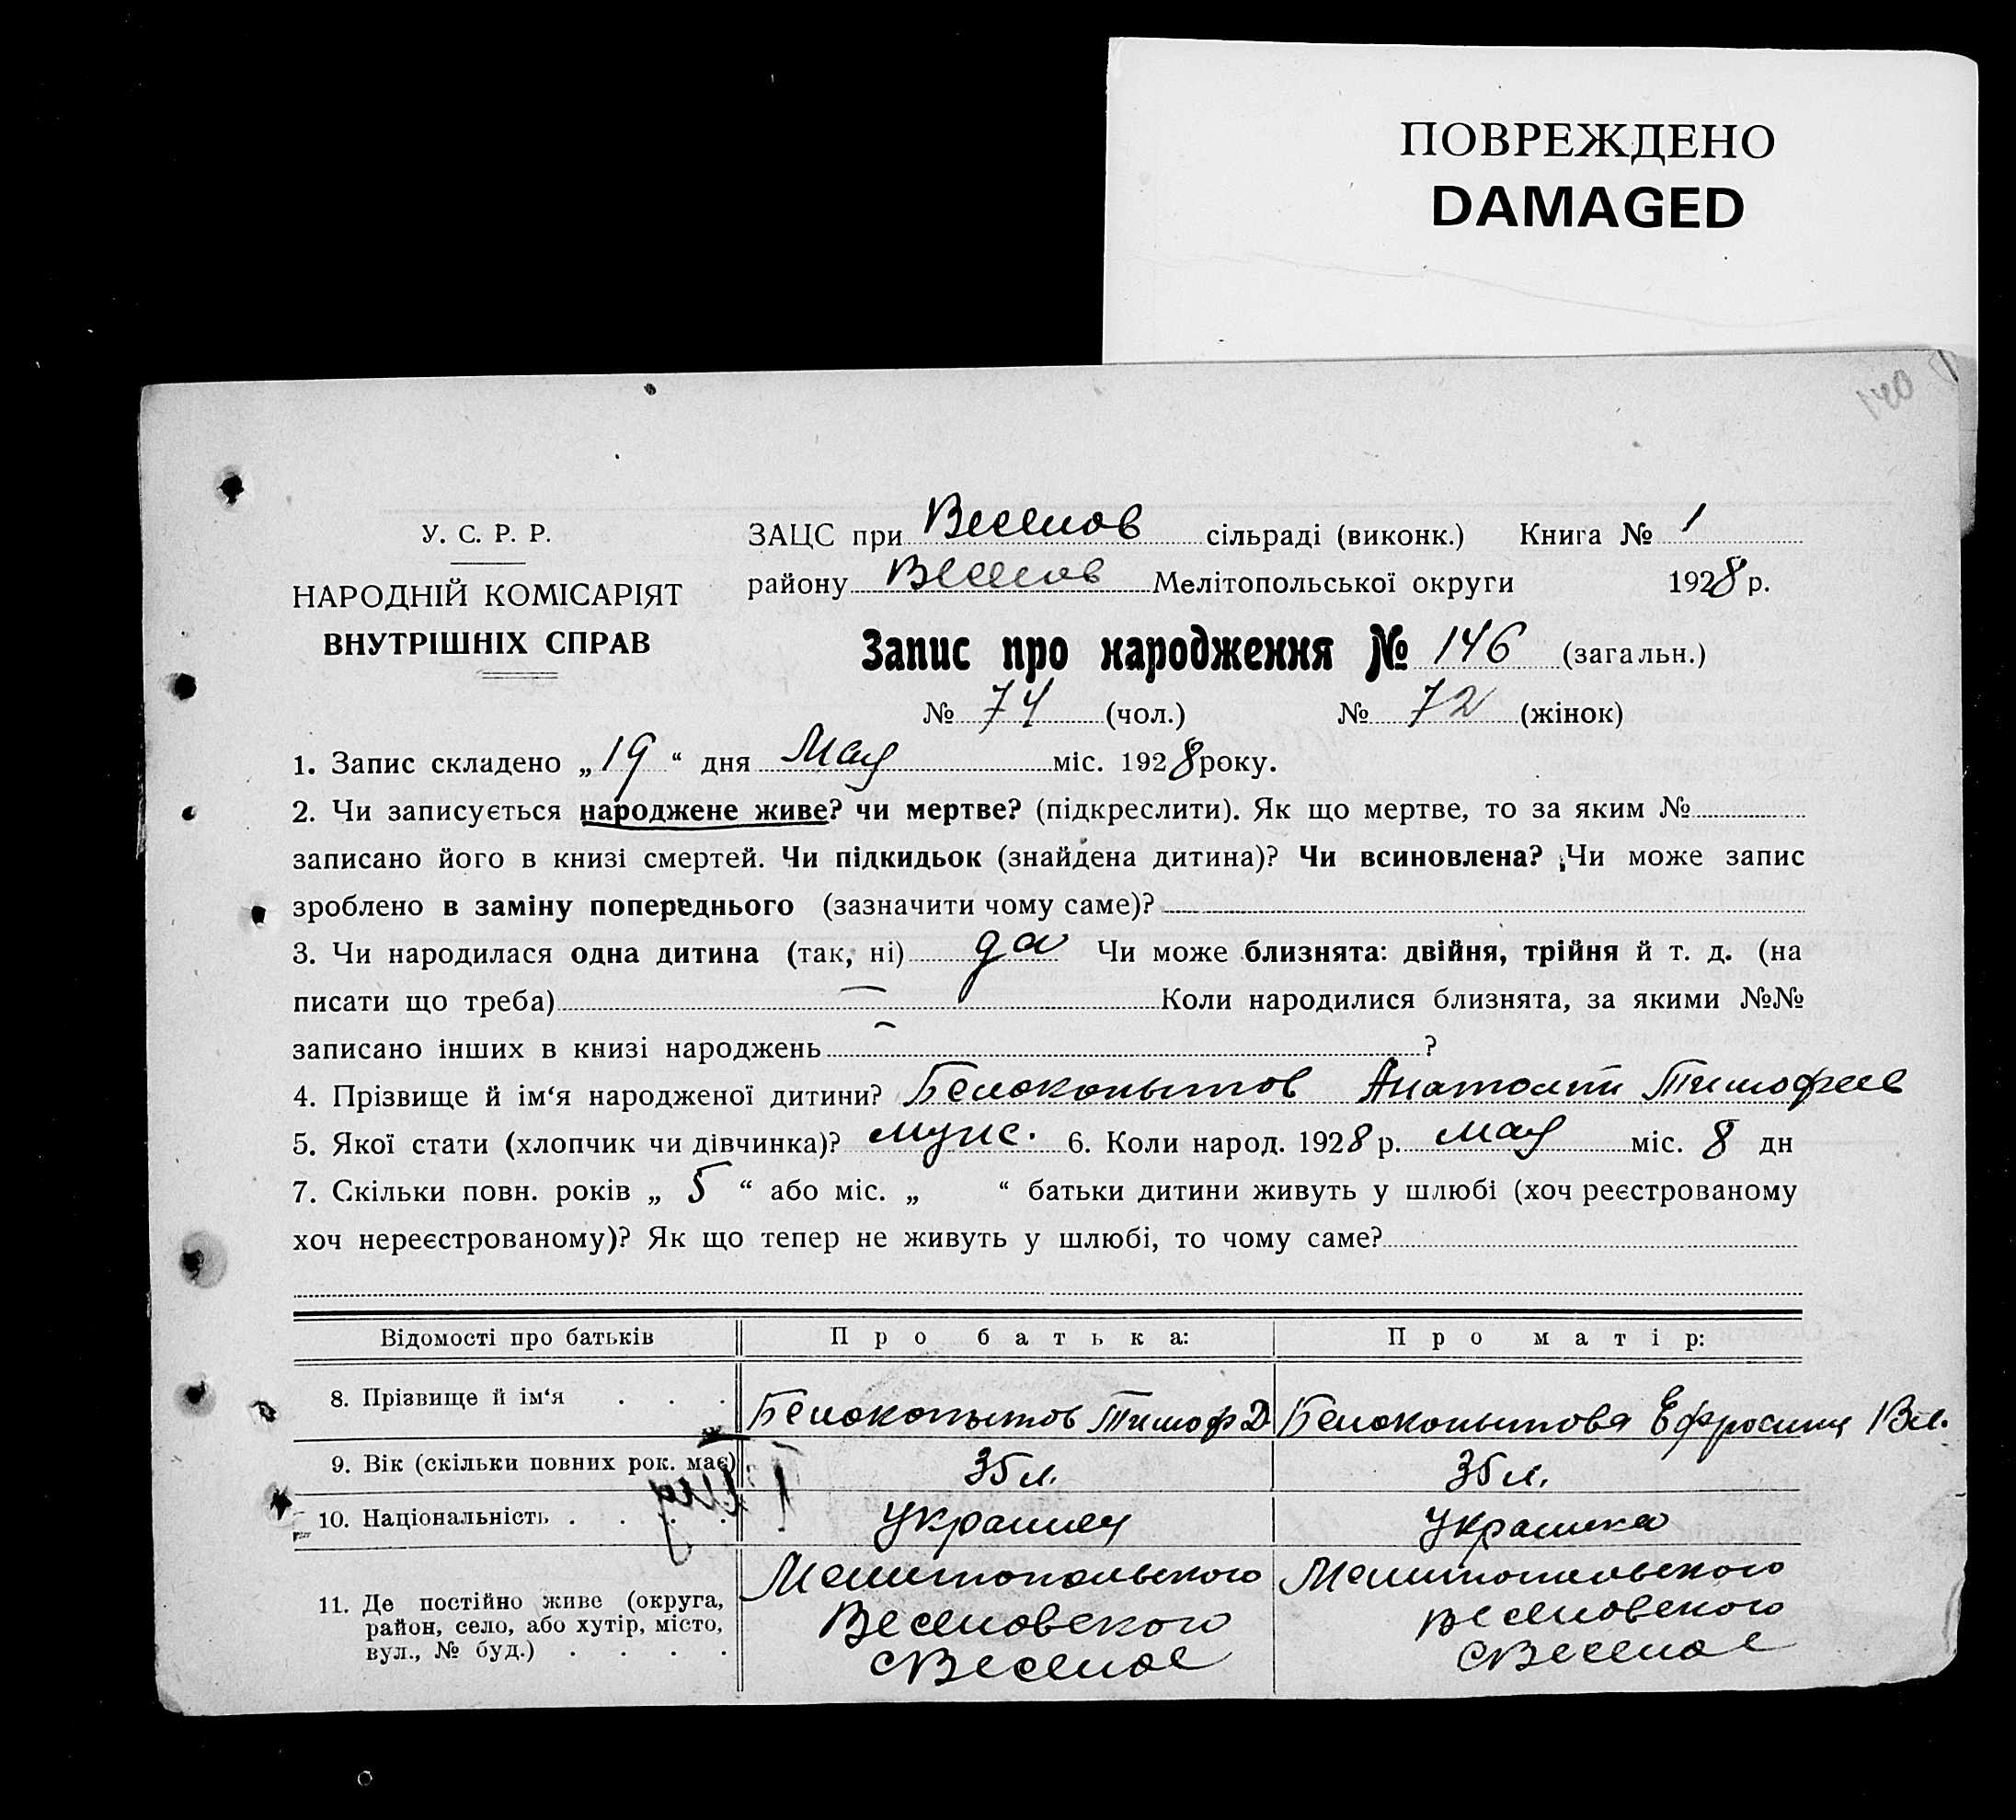 ПОВРЕЖДЕНО
DAMAGED
140
У. С. Р. Р.
НАРОДНІЙ КОМІСАРІЯТ
ВНУТРІШНІХ СПРАВ
ЗАЦС при Веселов сільраді (виконк.) Книга № 1
району Веселов Мелітопольської округи 1928 р.
Запис про народження № 146 (загальн.)
№ 74 (чол.) № 72 (жінок)
1. Запис складено „19“ дня Мая міс. 1928 року.
2. Чи записується народжене живе? чи мертве? (підкреслити). Як що мертве, то за яким №
записано його в книзі смертей. Чи підкидьок (знайдена дитина)? Чи всиновлена? Чи може запис
зроблено в заміну попереднього (зазначити чому саме)?
3. Чи народилася одна дитина (так, ні) да Чи може близнята: двійня, трійня й т. д. (на
писати що треба) — Коли народилися близнята, за якими №№
записано інших в книзі народжень — ?
4. Прізвище й ім‘я народженої дитини? Белокопытов Анатолий Тимофеев
5. Якої стати (хлопчик чи дівчинка)? мужс. 6. Коли народ. 1928 р. мая міс. 8 дн
7. Скільки повн. років „ 5 “ або міс. „ “ батьки дитини живуть у шлюбі (хоч реєстрованому
хоч нереєстрованому)? Як що тепер не живуть у шлюбі, то чому саме?
Відомості про батьків Про батька: Про матір:
8. Прізвище й ім‘я . . . Белокопытов Тимоф Д Белокопытова Ефросиния Вл.
9. Вік (скільки повних рок. має) 35 л. 35 л.
10. Національність . . . . Украинец Украинка
11. Де постійно живе (округа,
район, село, або хутір, місто,
вул., № буд.) . . . .
Мелитопольского
Веселовского
с Веселое
Мелитопольского
Веселовского
с Веселое